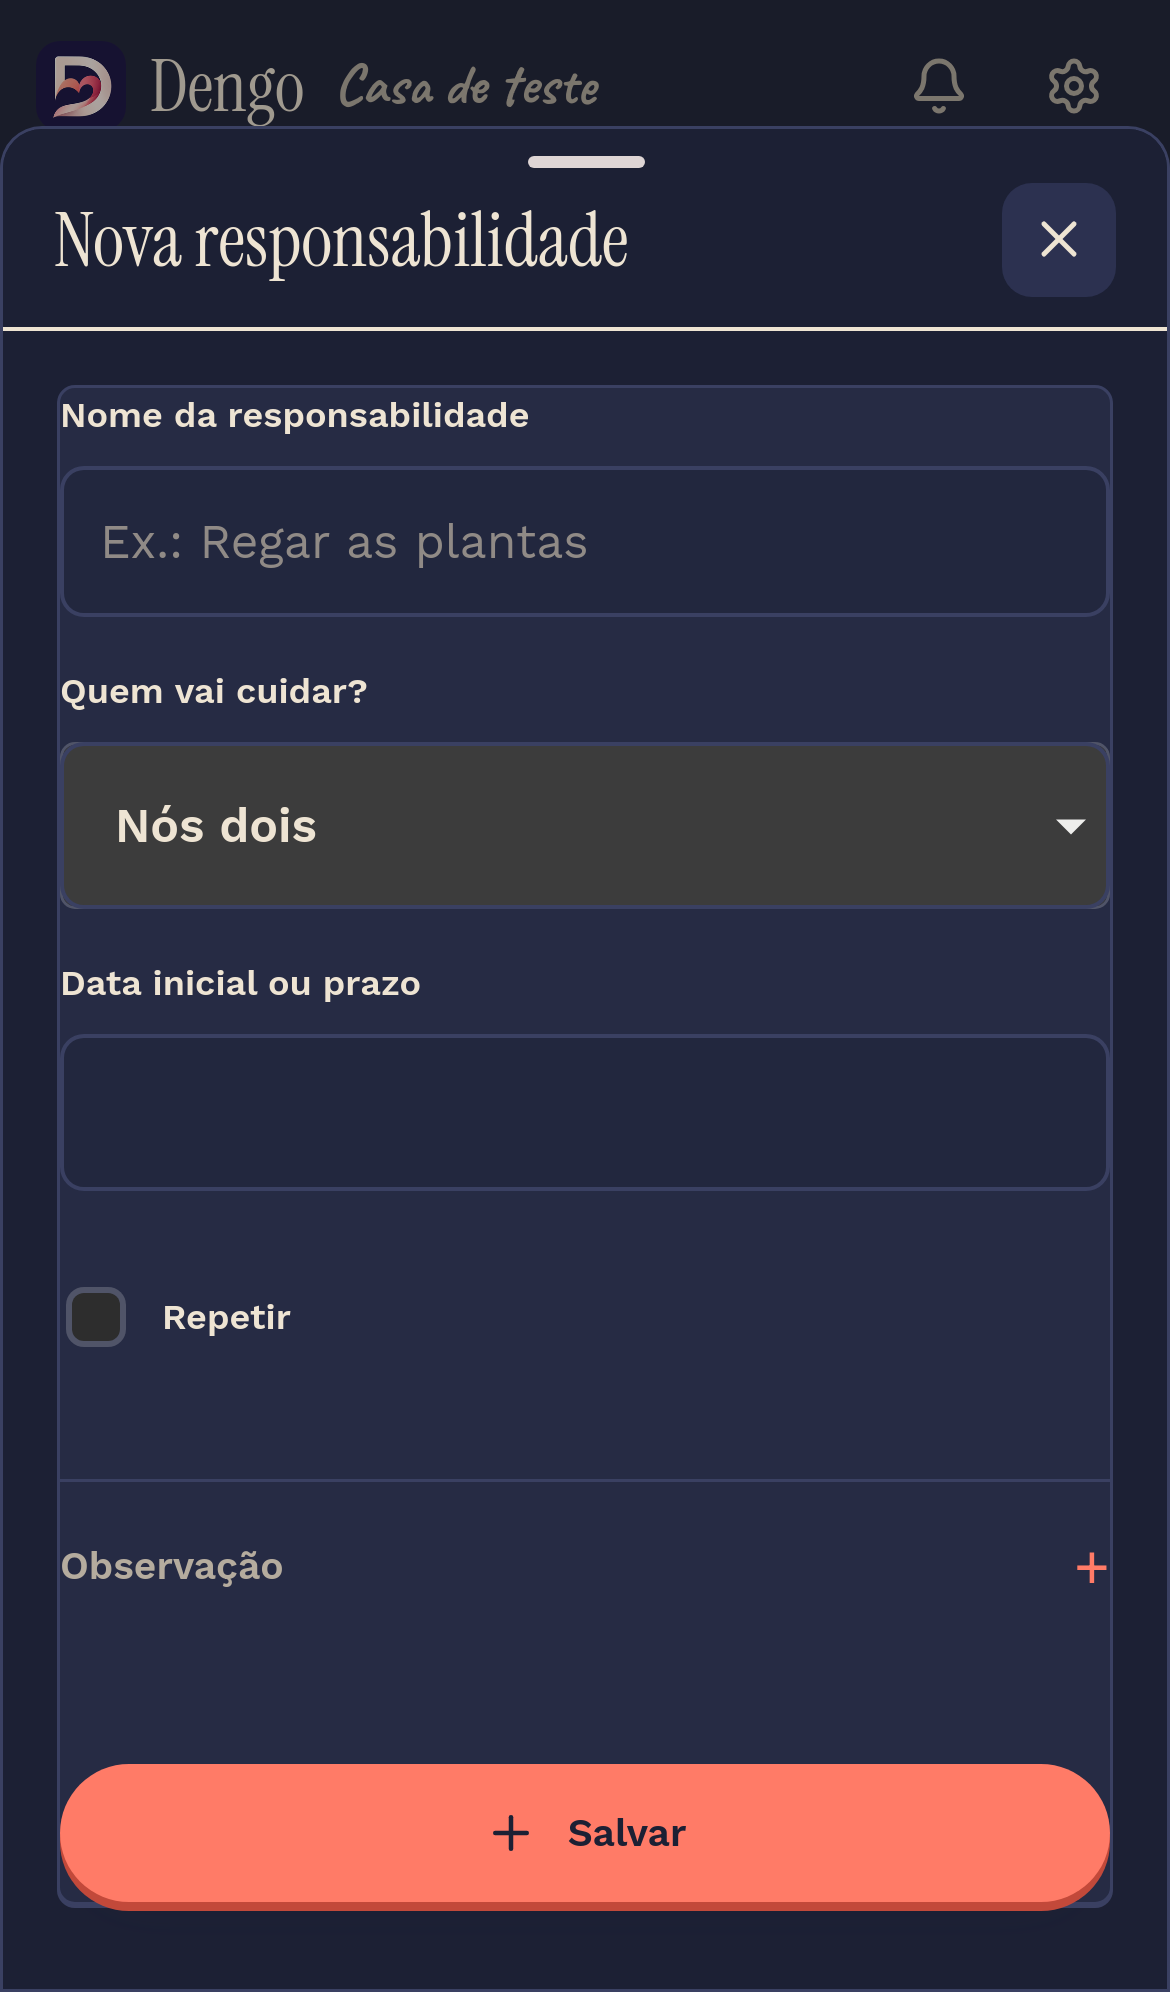 Dengo Casa de teste
Nova responsabilidade
Nome da responsabilidade
Ex.: Regar as plantas
Quem vai cuidar?
Nós dois
Data inicial ou prazo
Repetir
Observação
Salvar